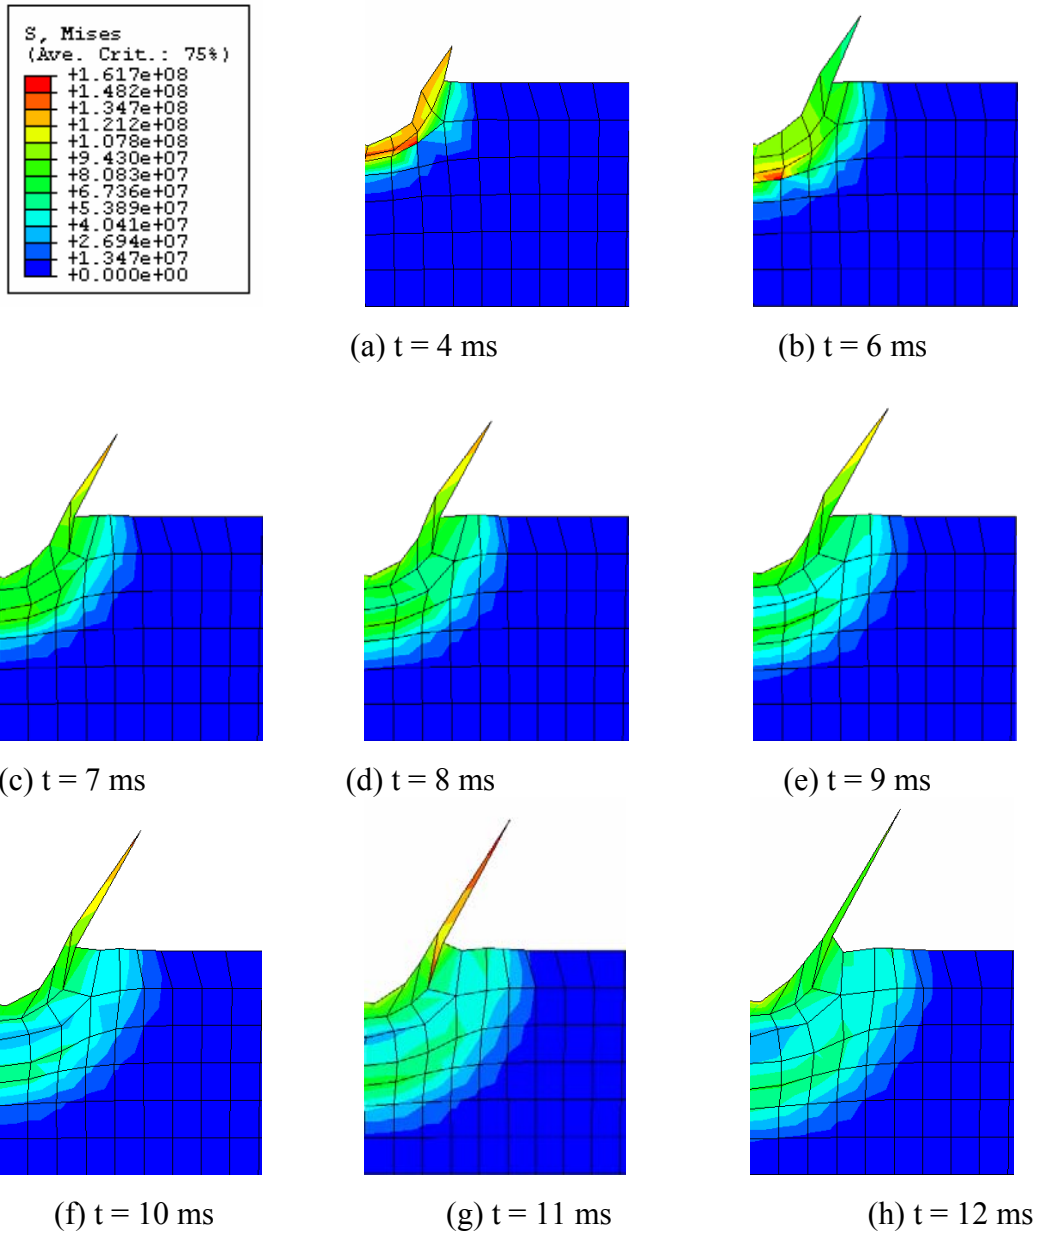 S, Mises
(Ave. Crit.: 75%)
+1.617e+08
+1.482e+08
+1.347e+08
+1.212e+08
+1.078e+08
+9.430e+07
+8.083e+07
+6.736e+07
+5.389e+07
+4.041e+07
+2.694e+07
+1.347e+07
+0.000e+00
(a) t = 4 ms
(b) t = 6 ms
(c) t = 7 ms
(d) t = 8 ms
(e) t = 9 ms
(f) t = 10 ms
(g) t = 11 ms
(h) t = 12 ms